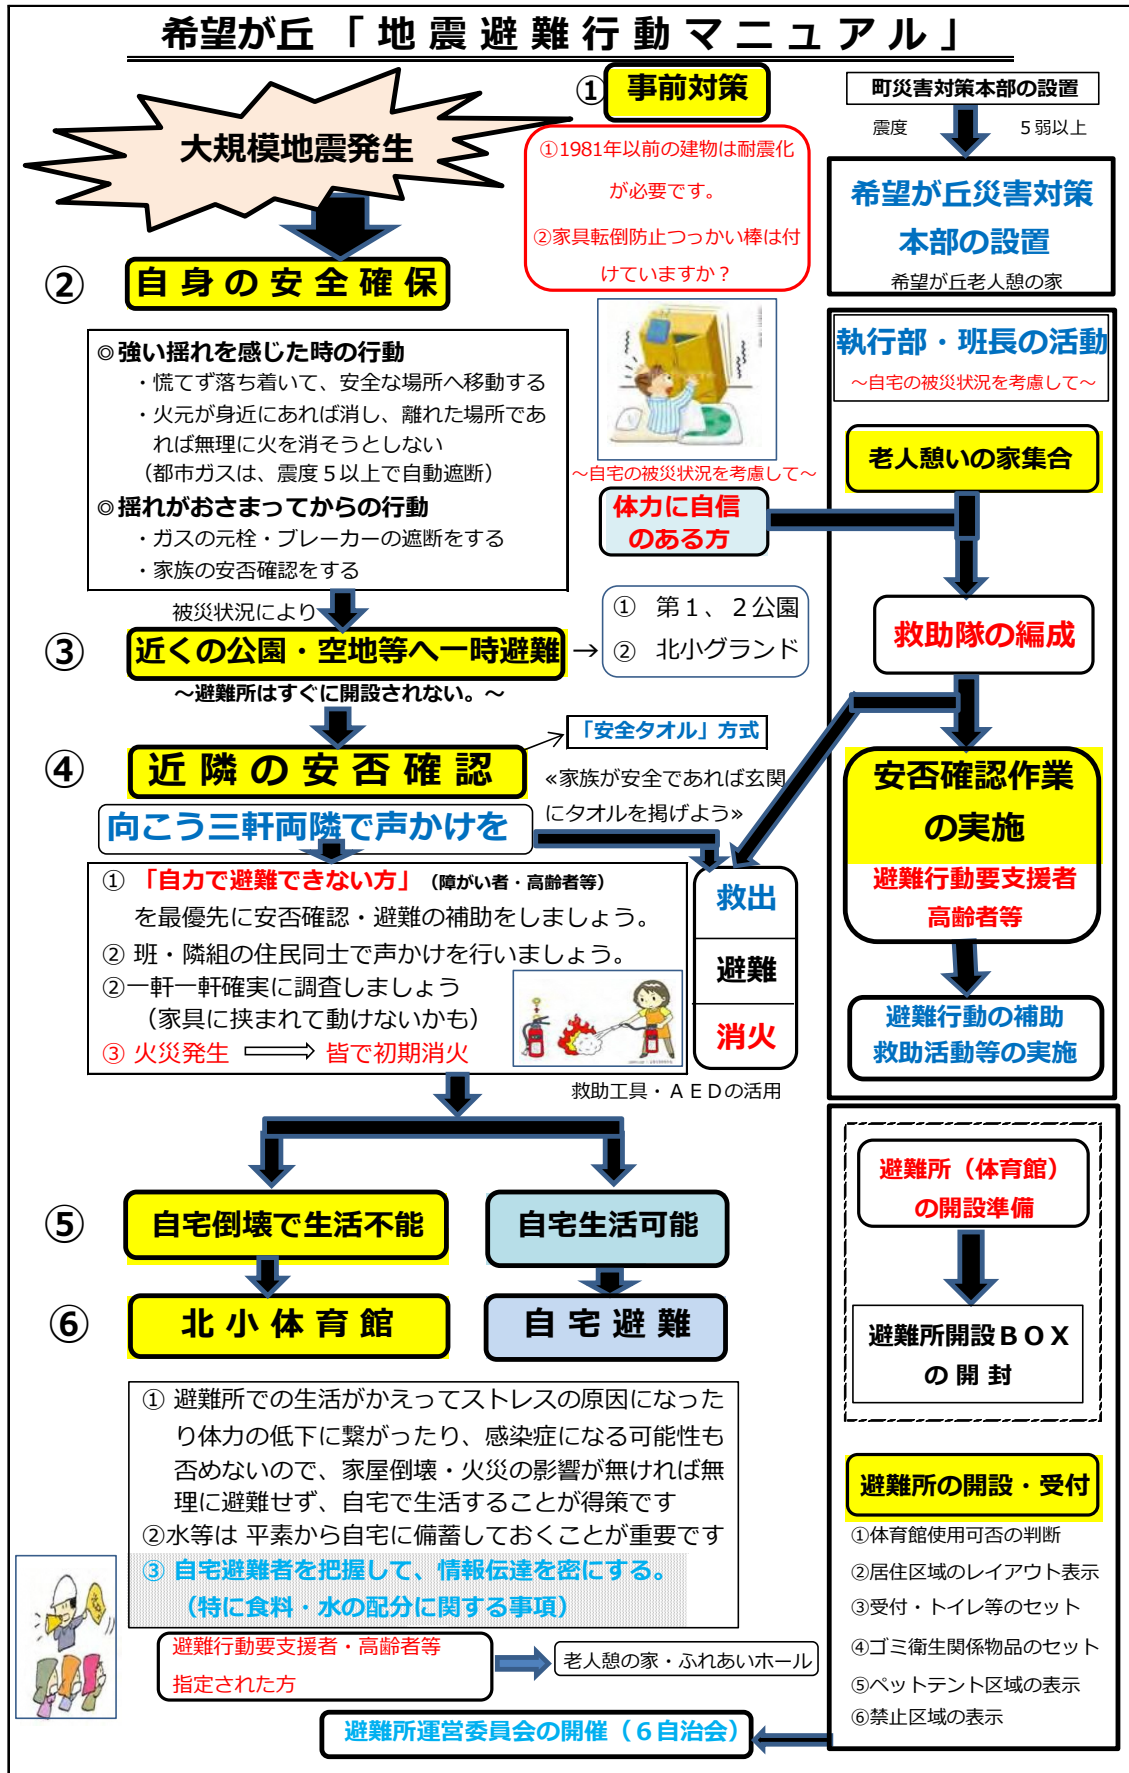 希望が丘「地震避難行動マニュアル」
大規模地震発生
① 事前対策
①1981年以前の建物は耐震化
が必要です。
②家具転倒防止つっかい棒は付
けていますか？
町災害対策本部の設置
震度　５弱以上
希望が丘災害対策
本部の設置
希望が丘老人憩の家
② 自身の安全確保
◎強い揺れを感じた時の行動
・慌てず落ち着いて、安全な場所へ移動する
・火元が身近にあれば消し、離れた場所であ
れば無理に火を消そうとしない
（都市ガスは、震度５以上で自動遮断）
◎揺れがおさまってからの行動
・ガスの元栓・ブレーカーの遮断をする
・家族の安否確認をする
～自宅の被災状況を考慮して～
体力に自信
のある方
執行部・班長の活動
～自宅の被災状況を考慮して～
老人憩いの家集合
救助隊の編成
安否確認作業
の実施
避難行動要支援者
高齢者等
避難行動の補助
救助活動等の実施
被災状況により
③ 近くの公園・空地等へ一時避難 →
① 第１、２公園
② 北小グランド
～避難所はすぐに開設されない。～
④ 近隣の安否確認
「安全タオル」方式
«家族が安全であれば玄関
にタオルを掲げよう»
向こう三軒両隣で声かけを
① 「自力で避難できない方」（障がい者・高齢者等）
を最優先に安否確認・避難の補助をしましょう。
② 班・隣組の住民同士で声かけを行いましょう。
②一軒一軒確実に調査しましょう
（家具に挟まれて動けないかも）
③ 火災発生 皆で初期消火
救出
避難
消火
救助工具・ＡＥＤの活用
⑤ 自宅倒壊で生活不能
自宅生活可能
⑥ 北小体育館
自宅避難
① 避難所での生活がかえってストレスの原因になった
り体力の低下に繋がったり、感染症になる可能性も
否めないので、家屋倒壊・火災の影響が無ければ無
理に避難せず、自宅で生活することが得策です
②水等は 平素から自宅に備蓄しておくことが重要です
③ 自宅避難者を把握して、情報伝達を密にする。
（特に食料・水の配分に関する事項）
避難行動要支援者・高齢者等
指定された方
老人憩の家・ふれあいホール
避難所運営委員会の開催（６自治会）
避難所（体育館）
の開設準備
避難所開設ＢＯＸ
の開封
避難所の開設・受付
①体育館使用可否の判断
②居住区域のレイアウト表示
③受付・トイレ等のセット
④ゴミ衛生関係物品のセット
⑤ペットテント区域の表示
⑥禁止区域の表示